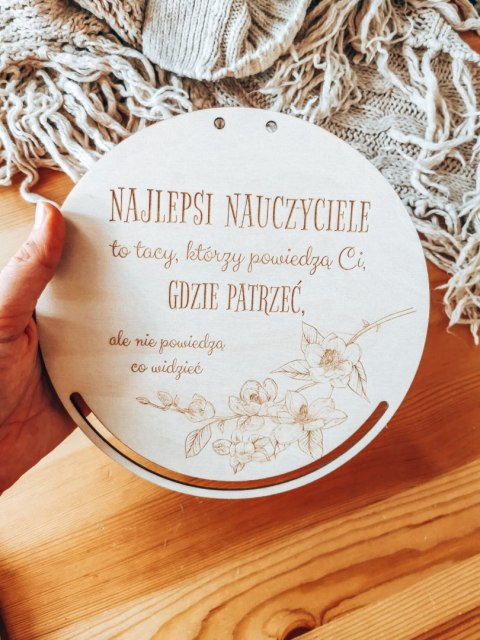 NAJLEPSI NAUCZYCIELE
to tacy, którzy powiedzą Ci,
GDZIE PATRZEĆ,
ale nie powiedzą
co widzieć